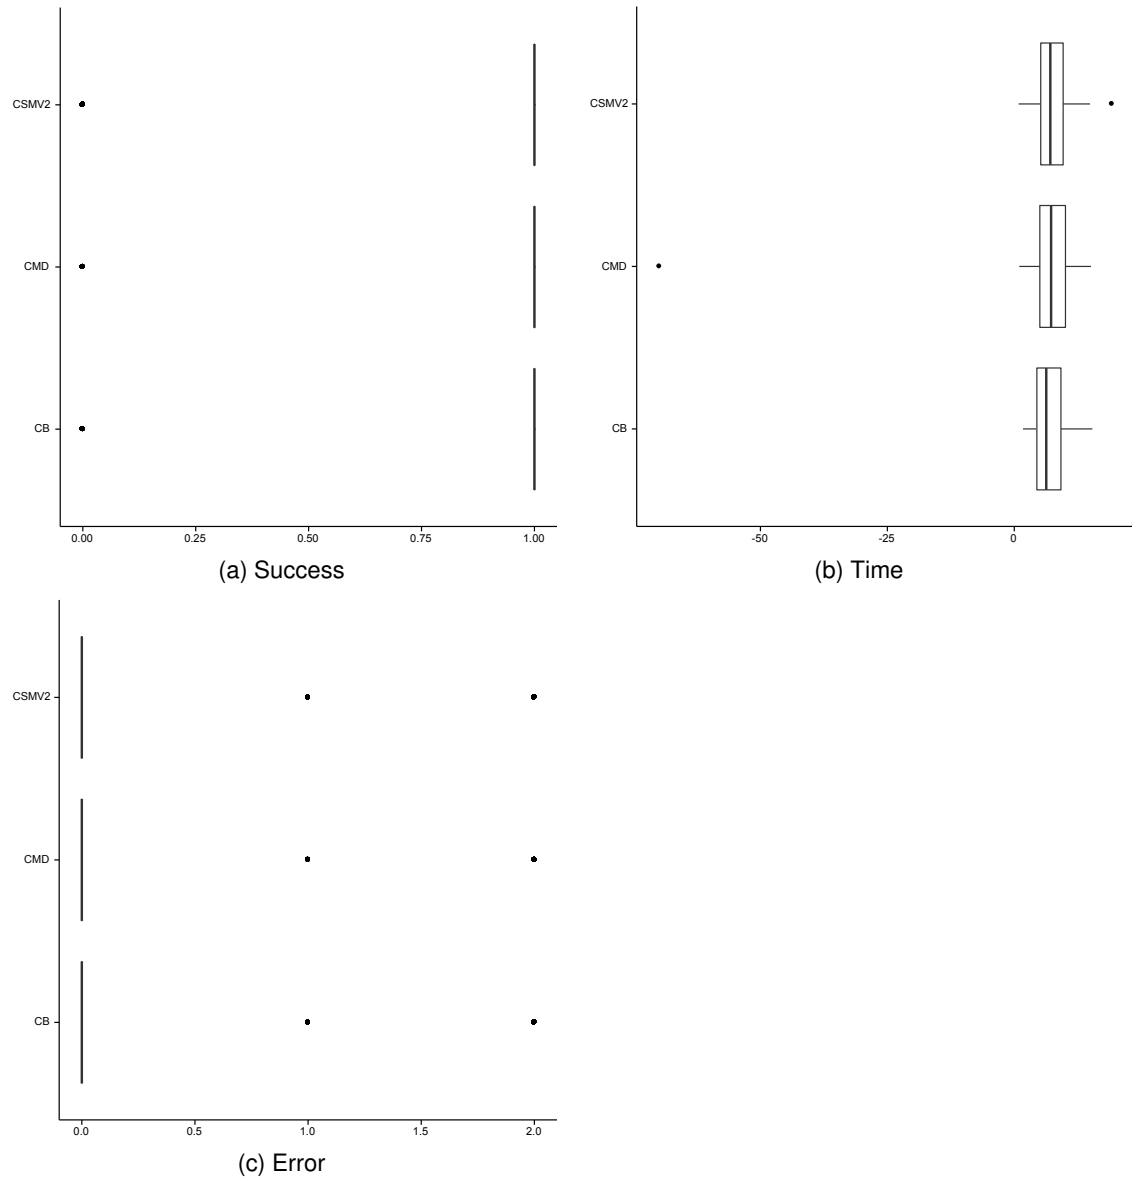 CSMV2
CMD
CB
0.00 0.25 0.50 0.75 1.00
(a) Success
CSMV2
CMD
CB
-50 -25 0
(b) Time
CSMV2
CMD
CB
0.0 0.5 1.0 1.5 2.0
(c) Error